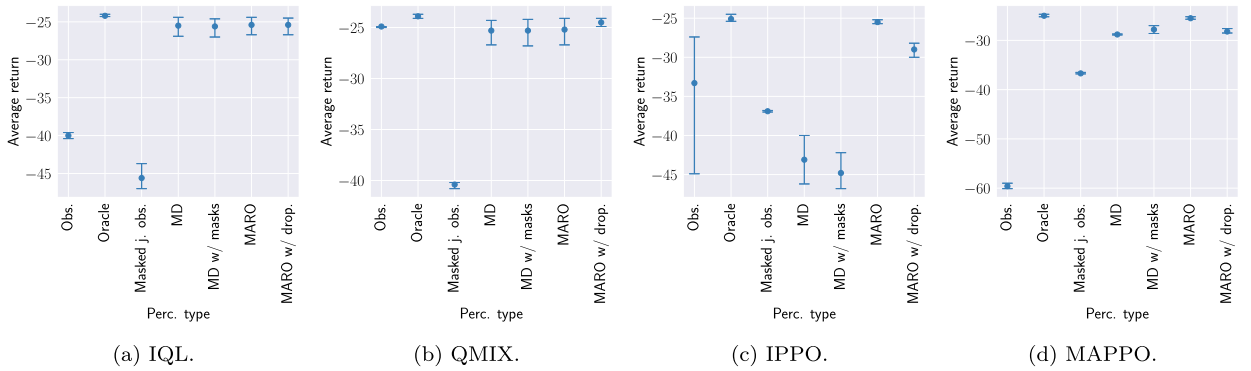 −25
−30
−35
−40
−45
Average return
Obs.
Oracle
Masked j. obs.
MD
MD w/ masks
MARO
MARO w/ drop.
Perc. type
(a) IQL.
−25
−30
−35
−40
Average return
Obs.
Oracle
Masked j. obs.
MD
MD w/ masks
MARO
MARO w/ drop.
Perc. type
(b) QMIX.
−25
−30
−35
−40
−45
Average return
Obs.
Oracle
Masked j. obs.
MD
MD w/ masks
MARO
MARO w/ drop.
Perc. type
(c) IPPO.
−30
−40
−50
−60
Average return
Obs.
Oracle
Masked j. obs.
MD
MD w/ masks
MARO
MARO w/ drop.
Perc. type
(d) MAPPO.